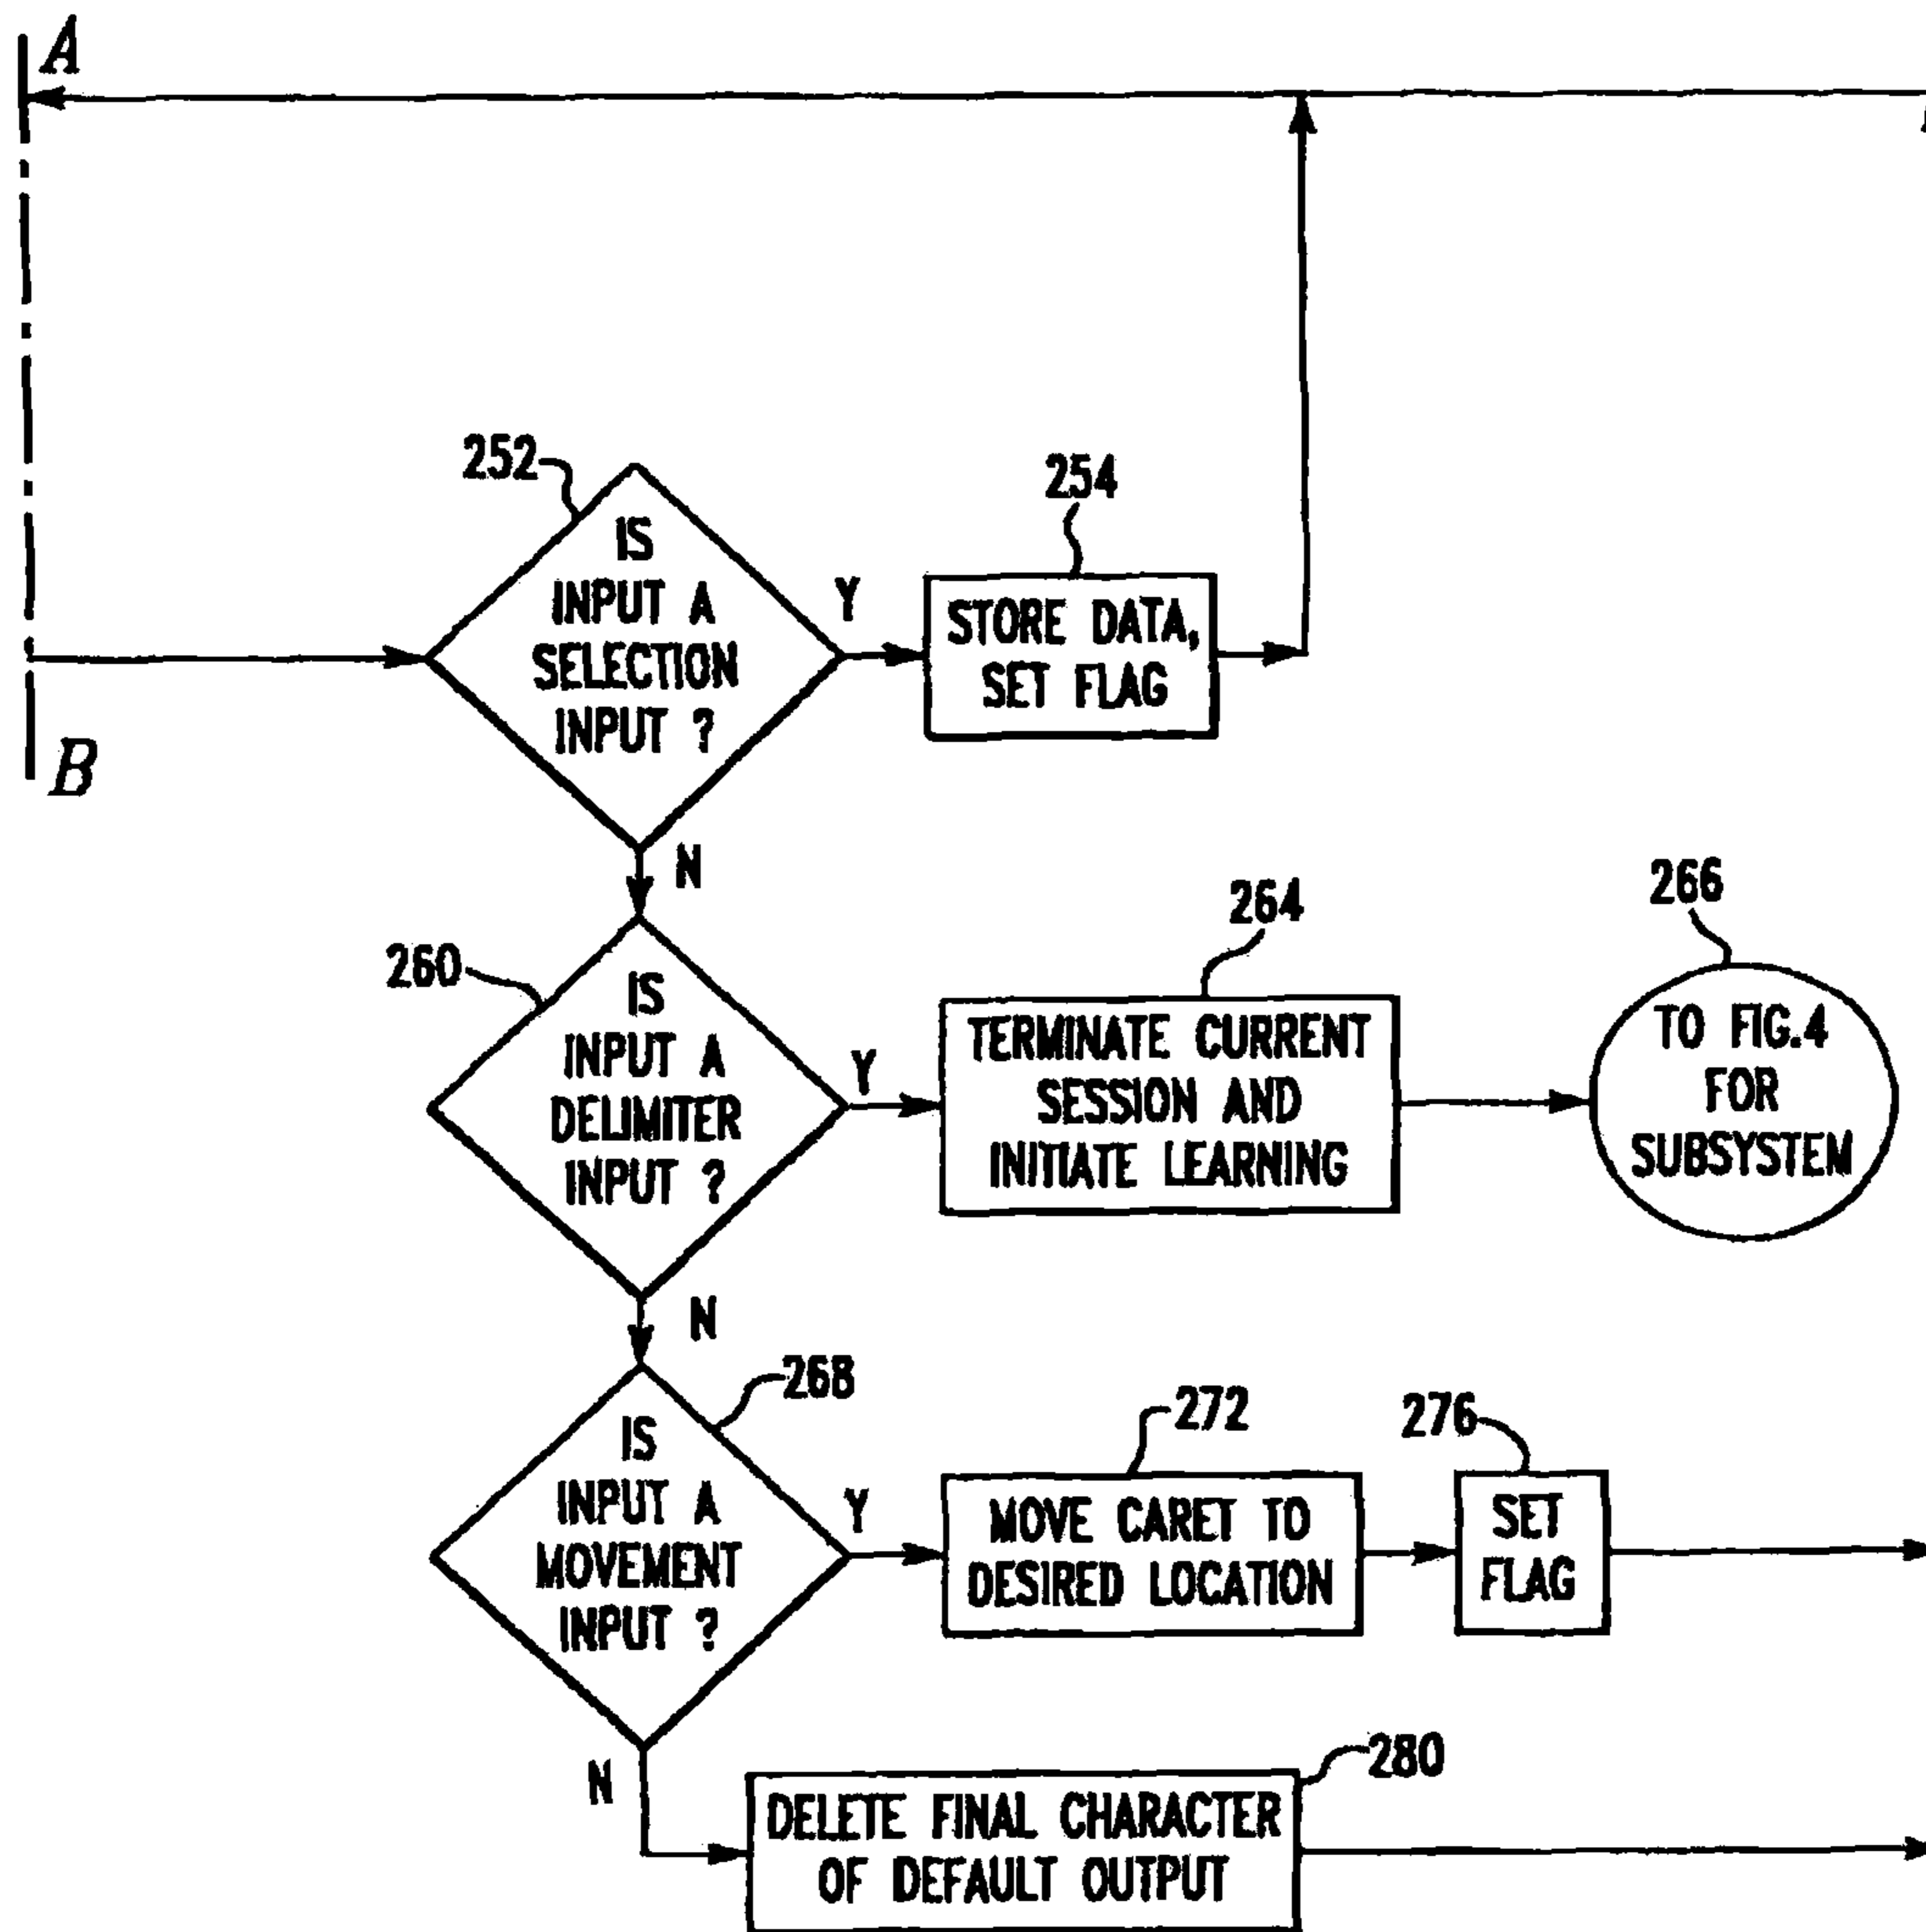 A
252
254
IS
INPUT A
SELECTION
INPUT ?
Y
STORE DATA,
SET FLAG
B
N
260
264
266
IS
INPUT A
DELIMITER
INPUT ?
Y
TERMINATE CURRENT
SESSION AND
INITIATE LEARNING
TO FIG.4
FOR
SUBSYSTEM
N
268
272
276
IS
INPUT A
MOVEMENT
INPUT ?
Y
MOVE CARET TO
DESIRED LOCATION
SET
FLAG
N
280
DELETE FINAL CHARACTER
OF DEFAULT OUTPUT